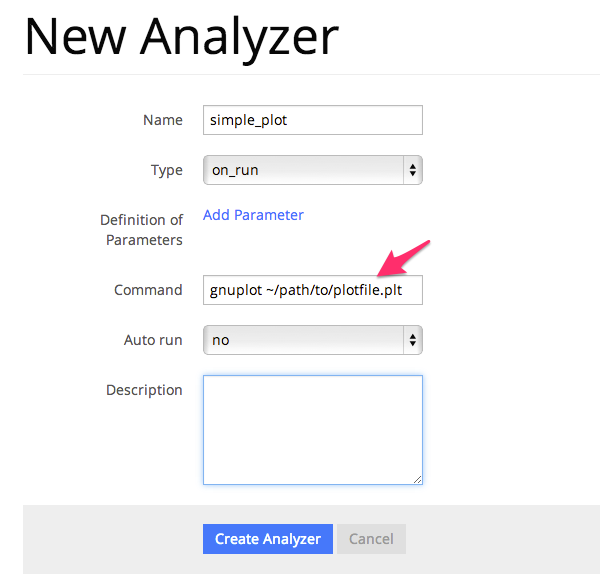 New Analyzer
Name simple_plot
Type on_run
Definition of Parameters Add Parameter
Command gnuplot ~/path/to/plotfile.plt
Auto run no
Description
Create Analyzer Cancel